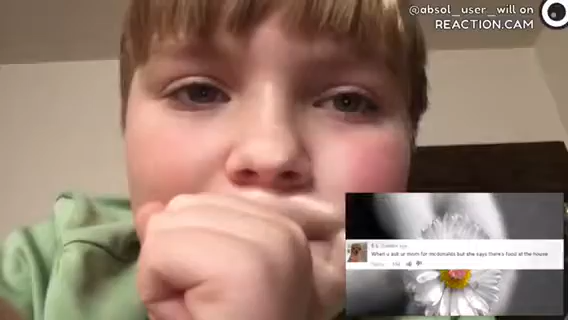 @absol_user_will on
REACTION.CAM
When u ask ur mom for mcdonalds but she says there's food at the house